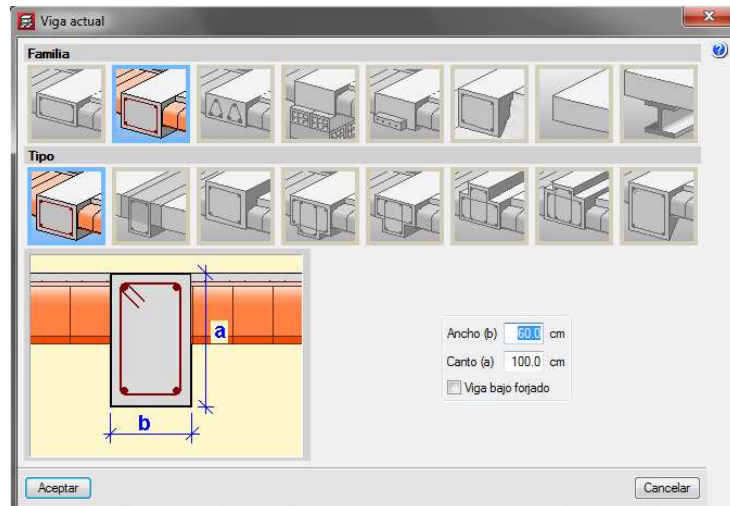 Viga actual
Familia
Tipo
a
b
Ancho (b) 60.0 cm
Canto (a) 100.0 cm
Viga bajo forjado
Aceptar
Cancelar